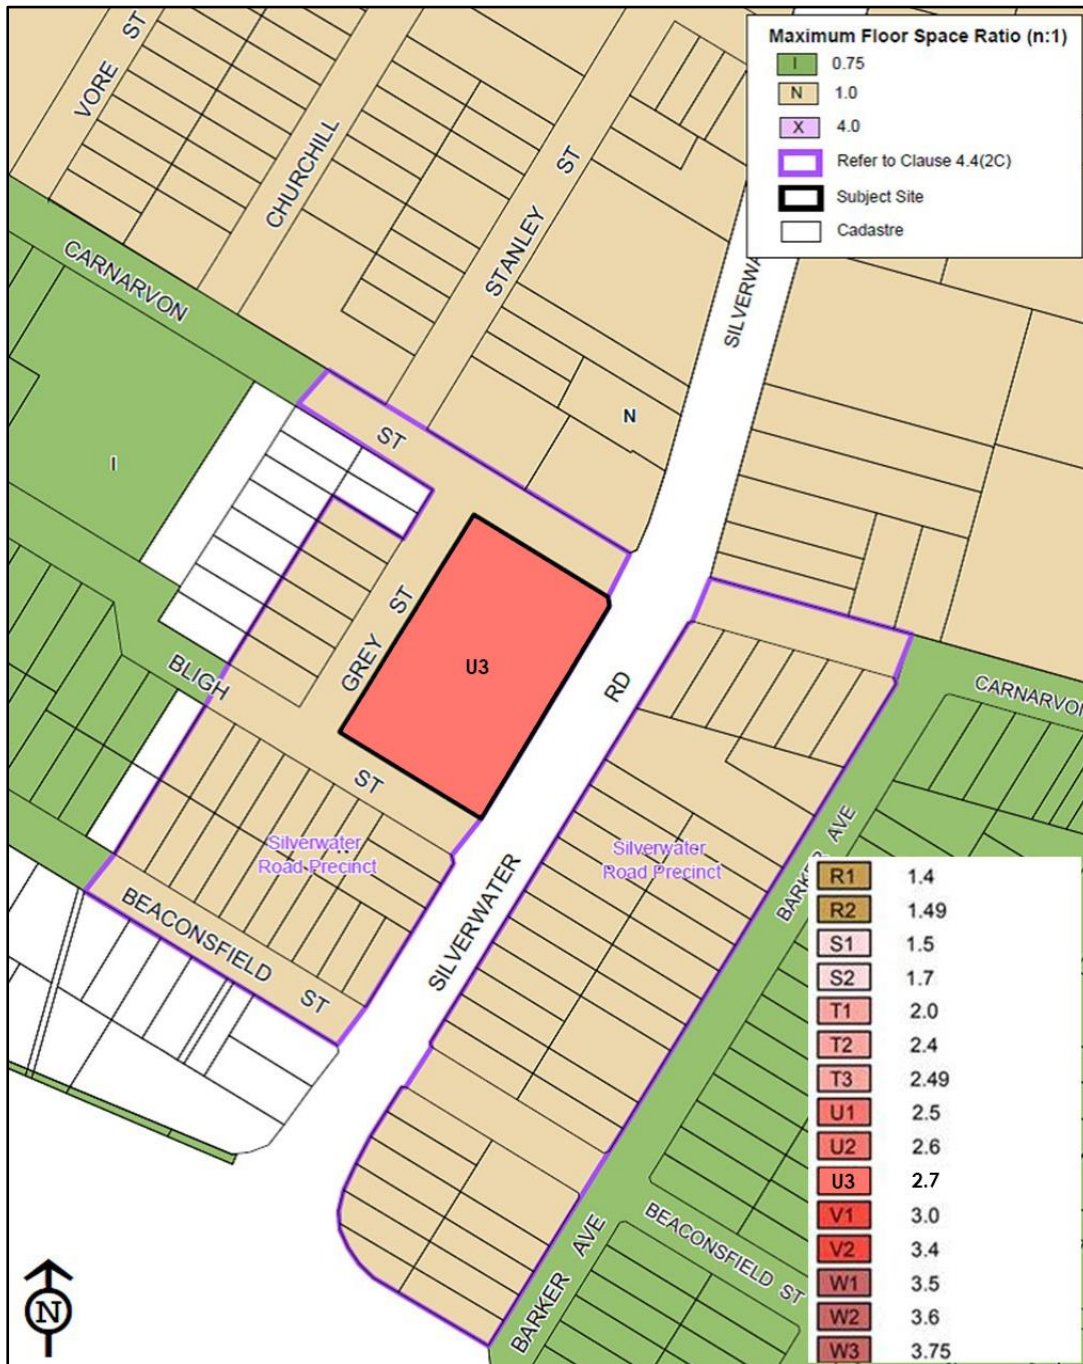 Maximum Floor Space Ratio (n:1)
I 0.75
N 1.0
X 4.0
Refer to Clause 4.4(2C)
Subject Site
Cadastre
VORE ST
CHURCHILL
STANLEY ST
CARNARVON
ST
N
I
U3
GREY ST
BLIGH
ST
RD
CARNARVON
Silverwater
Road Precinct
Silverwater
Road Precinct
BEACONSFIELD ST
SILVERWATER
BARKER AVE
BEACONSFIELD ST
BARKER AVE
R1 1.4
R2 1.49
S1 1.5
S2 1.7
T1 2.0
T2 2.4
T3 2.49
U1 2.5
U2 2.6
U3 2.7
V1 3.0
V2 3.4
W1 3.5
W2 3.6
W3 3.75
N